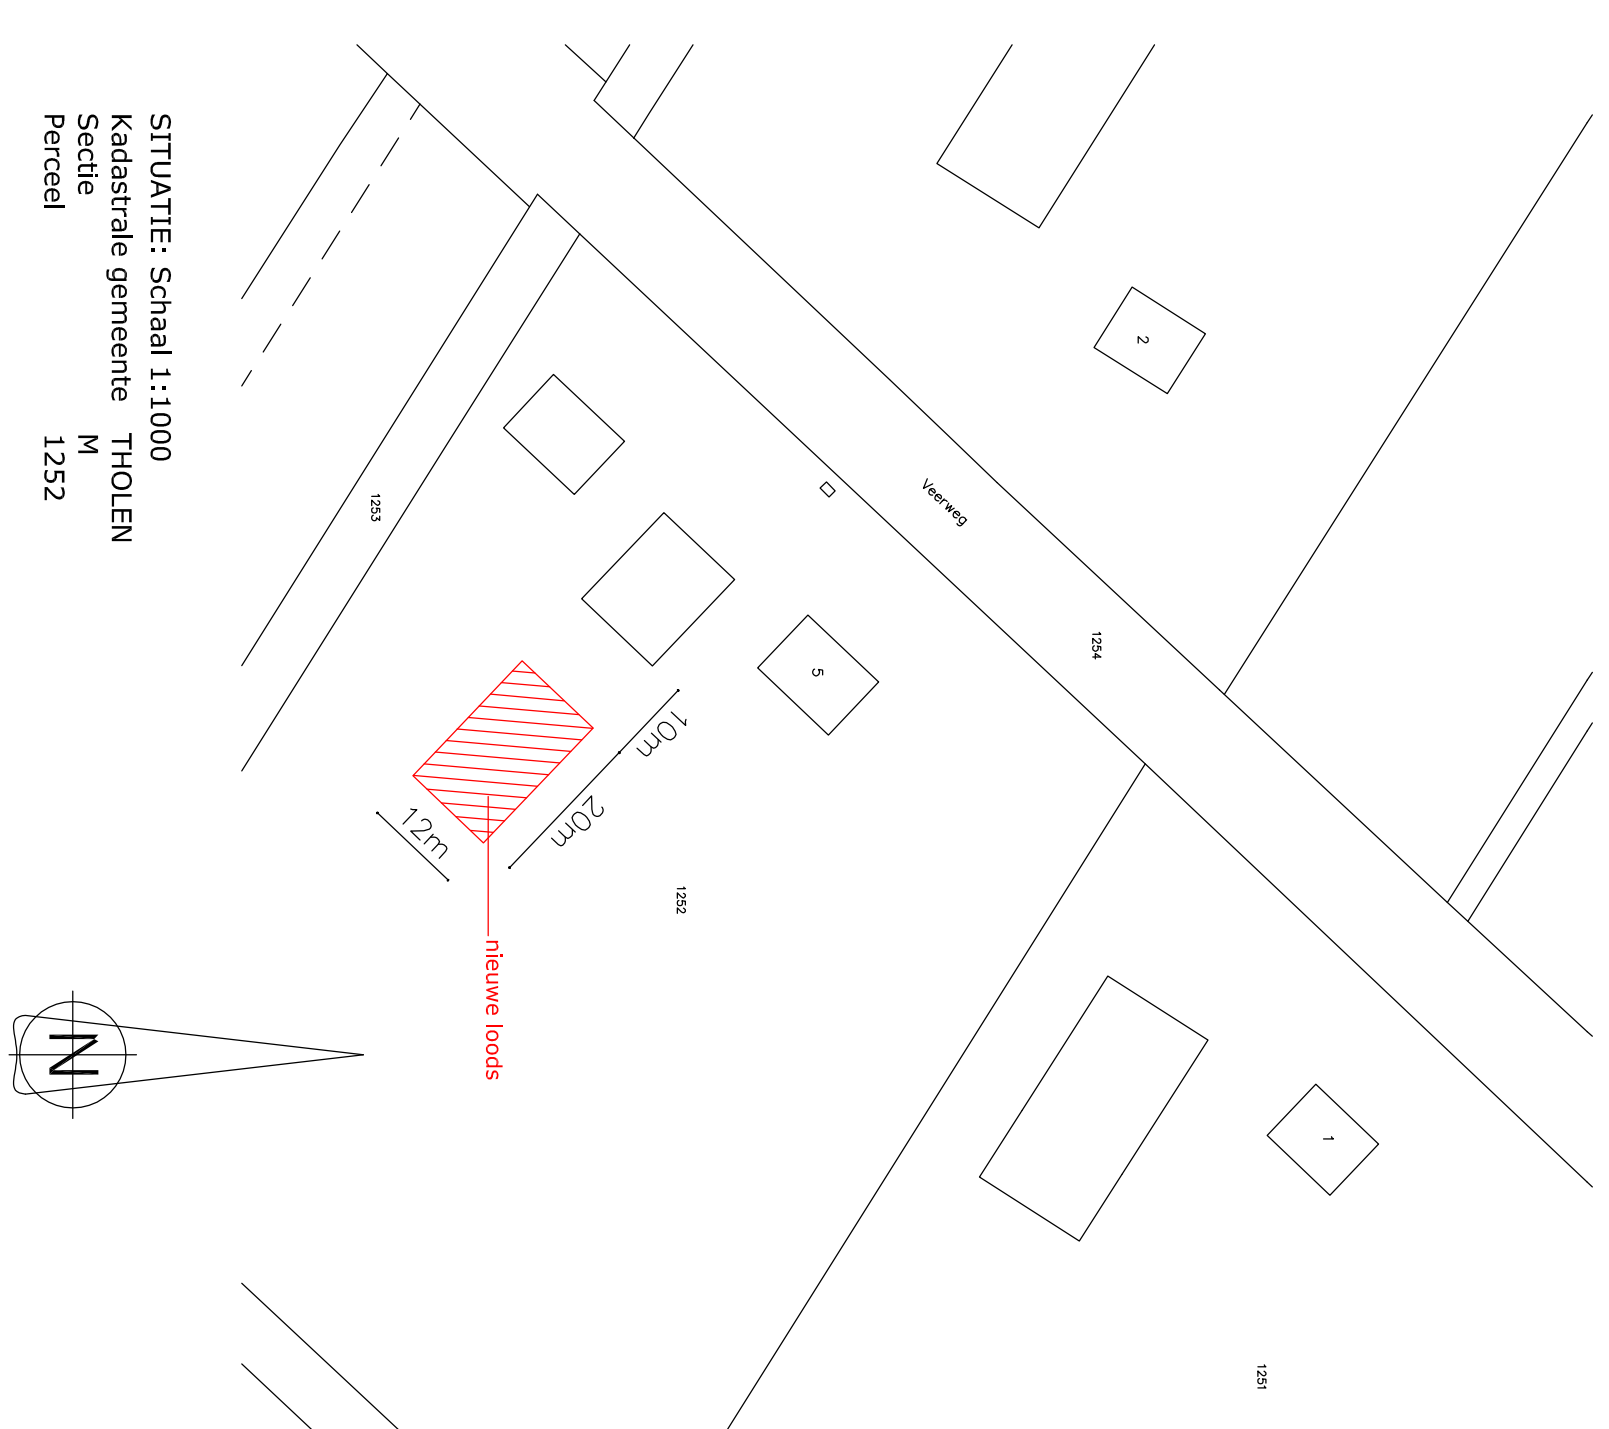 SITUATIE: Schaal 1:1000
Kadastrale gemeente THOLEN
Sectie M
Perceel 1252
2
Veerweg
1254
1253
5
10m
20m
12m
1252
nieuwe loods
1
1251
N